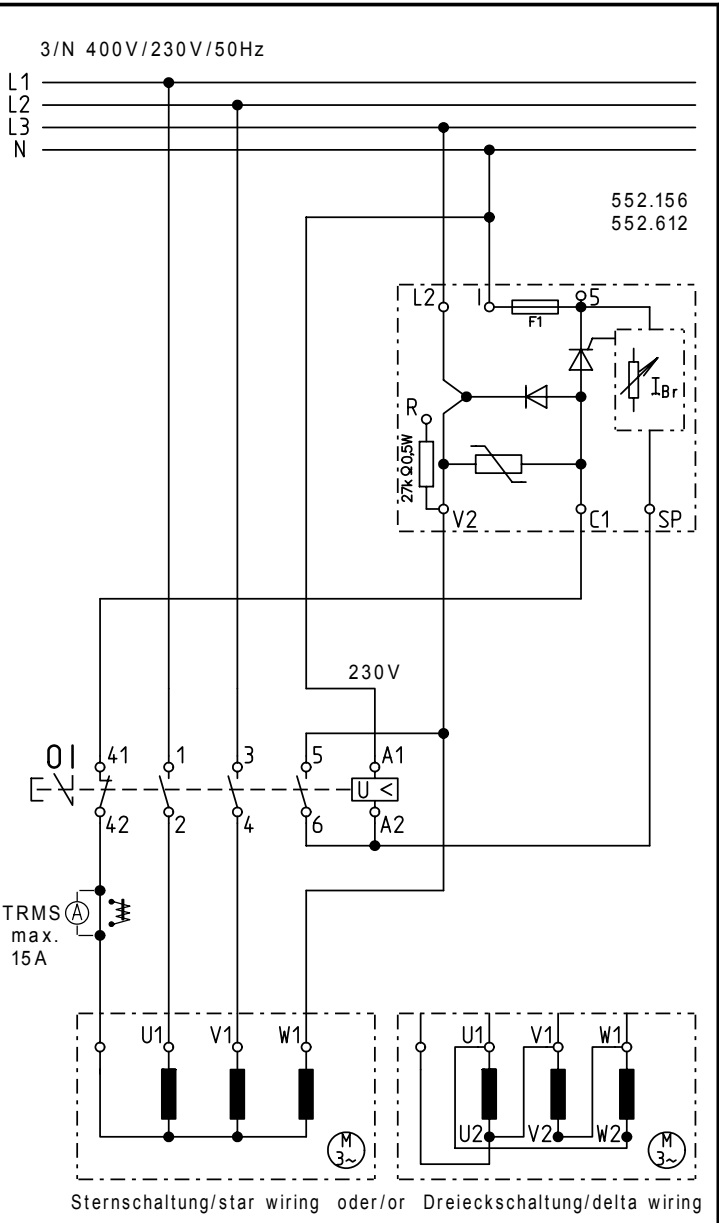 3/N 400V/230V/50Hz
L1
L2
L3
N
552.156
552.612
L2 I 5
F1
IBr
R
27kΩ0,5W
V2 C1 SP
230V
0 I 41 1 3 5 A1
U <
42 2 4 6 A2
TRMS A
max.
15A
U1 V1 W1 U1 V1 W1
U2 V2 W2
M
3~
M
3~
Sternschaltung/star wiring oder/or Dreieckschaltung/delta wiring